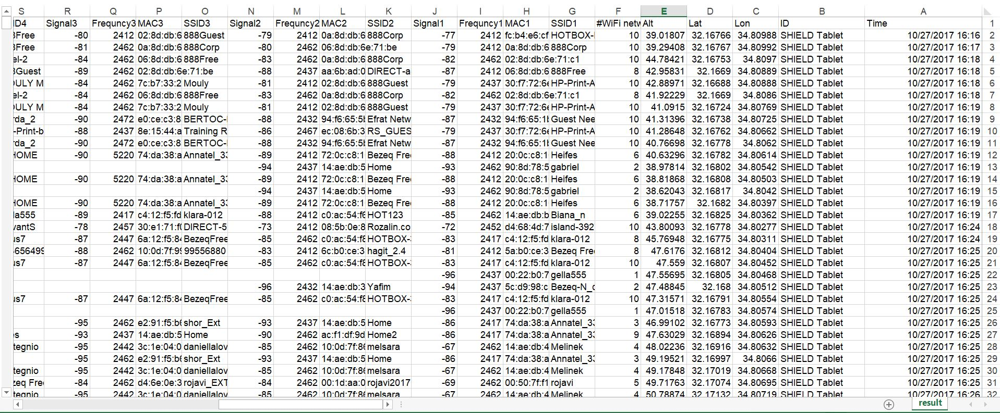 S R Q P O N M L K J I H G F E D C B A
ID4 Signal3 Frequncy3 MAC3 SSID3 Signal2 Frequncy2 MAC2 SSID2 Signal1 Frequncy1 MAC1 SSID1 #WiFi netw Alt Lat Lon ID Time 1
Free -80 2412 02:8d:db:6 888Guest -79 2412 0a:8d:db:6 888Corp -77 2412 fc:b4:e6:cf HOTBOX- 10 39.01807 32.16766 34.80988 SHIELD Tablet 10/27/2017 16:16 2
Free -81 2462 0a:8d:db:6 888Corp -80 2462 06:8d:db:6e:71:be -79 2412 0a:8d:db:6 888Corp 10 39.29408 32.16767 34.80992 SHIELD Tablet 10/27/2017 16:17 3
el-2 -84 2462 06:8d:db:6 888Free -83 2462 0a:8d:db:6 888Corp -82 2462 02:8d:db:6e:71:c1 10 44.78421 32.16753 34.8097 SHIELD Tablet 10/27/2017 16:18 4
Guest -89 2462 02:8d:db:6e:71:be -88 2437 aa:6b:ad:0 DIRECT-a -87 2412 06:8d:db:6 888Free 8 42.95831 32.1669 34.80889 SHIELD Tablet 10/27/2017 16:18 5
ULY M -84 2462 7c:b7:33:2 Mouly -81 2412 02:8d:db:6 888Guest -79 2437 30:f7:72:6e HP-Print-A 10 42.88971 32.16688 34.80888 SHIELD Tablet 10/27/2017 16:18 6
el-2 -84 2462 06:8d:db:6 888Free -83 2462 0a:8d:db:6 888Corp -82 2462 02:8d:db:6e:71:c1 8 41.92229 32.1669 34.8086 SHIELD Tablet 10/27/2017 16:18 7
ULY M -84 2462 7c:b7:33:2 Mouly -81 2412 02:8d:db:6 888Guest -79 2437 30:f7:72:6e HP-Print-A 10 41.0915 32.16724 34.80769 SHIELD Tablet 10/27/2017 16:18 8
rda_2 -90 2472 e0:ce:c3:8 BERTOC- -88 2432 94:f6:65:5b Efrat Netw -87 2432 94:f6:65:1b Guest Nee 10 41.31396 32.16738 34.80725 SHIELD Tablet 10/27/2017 16:19 9
-Print-b -88 2437 8e:15:44:a Training R -86 2467 ec:08:6b:3 RS_GUES -79 2437 30:f7:72:6e HP-Print-A 10 41.28648 32.16762 34.80662 SHIELD Tablet 10/27/2017 16:19 10
rda_2 -90 2472 e0:ce:c3:8 BERTOC- -88 2432 94:f6:65:5b Efrat Netw -87 2432 94:f6:65:1b Guest Nee 10 40.76698 32.16778 34.8062 SHIELD Tablet 10/27/2017 16:19 11
HOME -90 5220 74:da:38:a Annatel_33 -89 2412 72:0c:c8:1 Bezeq Free -88 2412 20:0c:c8:1 Heifes 6 40.63296 32.16782 34.80614 SHIELD Tablet 10/27/2017 16:19 12
-94 2437 14:ae:db:5 Home -93 2462 90:8d:78:5 gabriel 2 38.97814 32.16802 34.80542 SHIELD Tablet 10/27/2017 16:19 13
HOME -90 5220 74:da:38:a Annatel_33 -89 2412 72:0c:c8:1 Bezeq Free -88 2412 20:0c:c8:1 Heifes 6 38.81868 32.16808 34.80503 SHIELD Tablet 10/27/2017 16:19 14
-94 2437 14:ae:db:5 Home -93 2462 90:8d:78:5 gabriel 2 38.62043 32.16817 34.8042 SHIELD Tablet 10/27/2017 16:19 15
HOME -90 5220 74:da:38:a Annatel_33 -89 2412 72:0c:c8:1 Bezeq Free -88 2412 20:0c:c8:1 Heifes 6 38.71757 32.1682 34.80397 SHIELD Tablet 10/27/2017 16:19 16
la555 -89 2417 c4:12:f5:fd klara-012 -88 2412 c0:ac:54:f6 HOT123 -85 2462 14:ae:db:b Biana_n 6 39.02255 32.16825 34.80362 SHIELD Tablet 10/27/2017 16:19 17
vantS -78 2457 30:e1:71:f0 DIRECT-5 -73 2412 08:5b:0e:8 Rozalin.co -72 2452 d4:68:4d:7 island-392 10 43.80093 32.16778 34.80277 SHIELD Tablet 10/27/2017 16:24 18
us7 -87 2447 6a:12:f5:84 BezeqFree -85 2462 c0:ac:54:f8 HOTBOX- -83 2417 c4:12:f5:fd klara-012 8 45.76948 32.16775 34.80311 SHIELD Tablet 10/27/2017 16:24 19
-656499 -88 2462 10:0d:7f:99 99556880 -83 2412 6c:b0:ce:3 hagit_2.4 -81 2412 5a:b0:ce:3 Bezeq Free 8 47.6176 32.16812 34.80404 SHIELD Tablet 10/27/2017 16:25 20
us7 -87 2447 6a:12:f5:84 BezeqFree -85 2462 c0:ac:54:f8 HOTBOX- -83 2417 c4:12:f5:fd klara-012 10 47.559 32.16807 34.80452 SHIELD Tablet 10/27/2017 16:25 21
-96 2437 00:22:b0:7 gella555 1 47.55695 32.16805 34.80468 SHIELD Tablet 10/27/2017 16:25 22
-96 2432 14:ae:db:3 Yafim -94 2437 5c:d9:98:c Bezeq-N_c 2 47.48845 32.168 34.80512 SHIELD Tablet 10/27/2017 16:25 23
us7 -87 2447 6a:12:f5:84 BezeqFree -85 2462 c0:ac:54:f8 HOTBOX- -83 2417 c4:12:f5:fd klara-012 10 47.31571 32.16791 34.80554 SHIELD Tablet 10/27/2017 16:25 24
-96 2437 00:22:b0:7 gella555 1 47.01518 32.16783 34.80574 SHIELD Tablet 10/27/2017 16:25 25
-95 2462 e2:91:f5:b6 shor_Ext -93 2437 14:ae:db:5 Home -86 2417 74:da:38:a Annatel_33 3 46.99102 32.16773 34.80593 SHIELD Tablet 10/27/2017 16:25 26
s -93 2437 14:ae:db:5 Home -90 2462 ac:f1:df:9d Home2 -86 2417 74:da:38:a Annatel_33 9 47.63029 32.16894 34.80626 SHIELD Tablet 10/27/2017 16:25 27
tegnio -95 2442 3c:1e:04:0 daniellalov -85 2462 10:0d:7f:86 melsara -67 2462 14:ae:db:4 Melinek 4 48.02236 32.16916 34.80632 SHIELD Tablet 10/27/2017 16:25 28
-95 2462 e2:91:f5:b6 shor_Ext -93 2437 14:ae:db:5 Home -86 2417 74:da:38:a Annatel_33 3 49.19521 32.16997 34.8066 SHIELD Tablet 10/27/2017 16:25 29
tegnio -95 2442 3c:1e:04:0 daniellalov -85 2462 10:0d:7f:86 melsara -67 2462 14:ae:db:4 Melinek 4 49.17848 32.17019 34.80668 SHIELD Tablet 10/27/2017 16:25 30
zeq Free -84 2462 d4:6e:0e:3 rojavi_EXT -84 2462 00:1d:aa:0 rojavi2017 -69 2462 00:50:7f:f1 rojavi 5 49.71763 32.17074 34.80695 SHIELD Tablet 10/27/2017 16:25 31
tegnio -95 2442 3c:1e:04:0 daniellalov -85 2462 10:0d:7f:86 melsara -67 2462 14:ae:db:4 Melinek 4 50.78874 32.17132 34.80719 SHIELD Tablet 10/27/2017 16:26 32
result